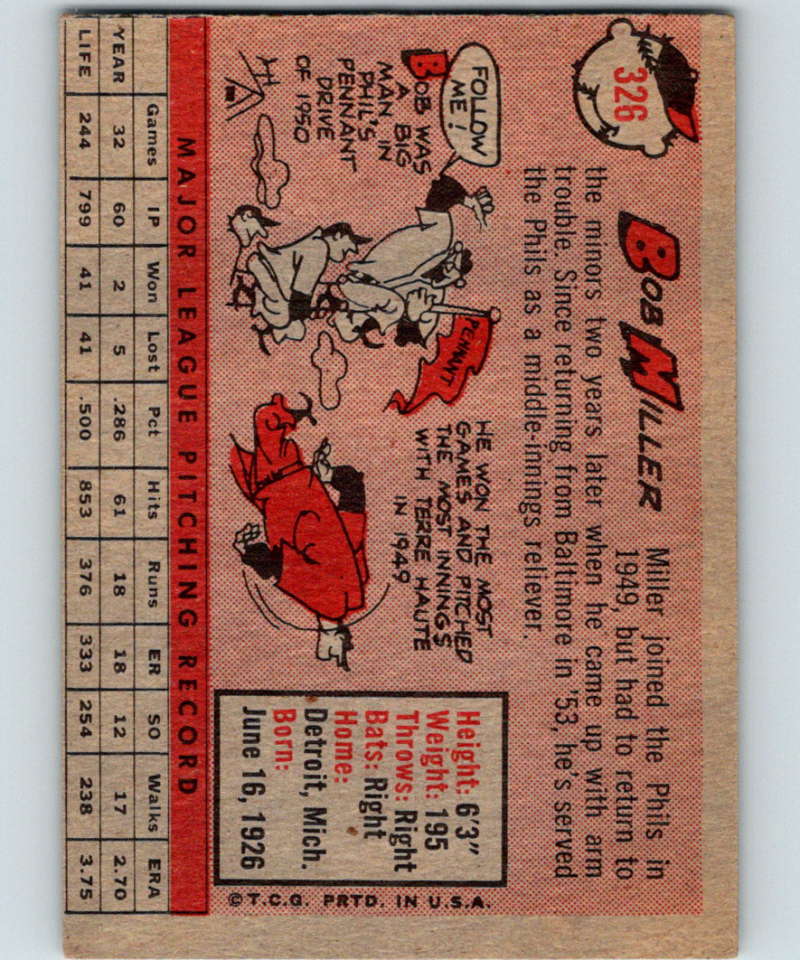 326
BOB MILLER
Miller joined the Phils in
1949, but had to return to
the minors two years later when he came up with arm
trouble. Since returning from Baltimore in '53, he's served
the Phils as a middle-innings reliever.
FOLLOW
ME!
BOB WAS
A BIG
MAN IN
PHIL'S
PENNANT
DRIVE
OF 1950
PENNANT
HE WON THE MOST
GAMES AND PITCHED
THE MOST INNINGS
WITH TERRE HAUTE
IN 1949
Height: 6'3"
Weight: 195
Throws: Right
Bats: Right
Home:
Detroit, Mich.
Born:
June 16, 1926
©T.C.G. PRTD. IN U.S.A.
MAJOR LEAGUE PITCHING RECORD
Games IP Won Lost Pct Hits Runs ER SO Walks ERA
YEAR 32 60 2 5 .286 61 18 18 12 17 2.70
LIFE 244 799 41 41 .500 853 376 333 254 238 3.75